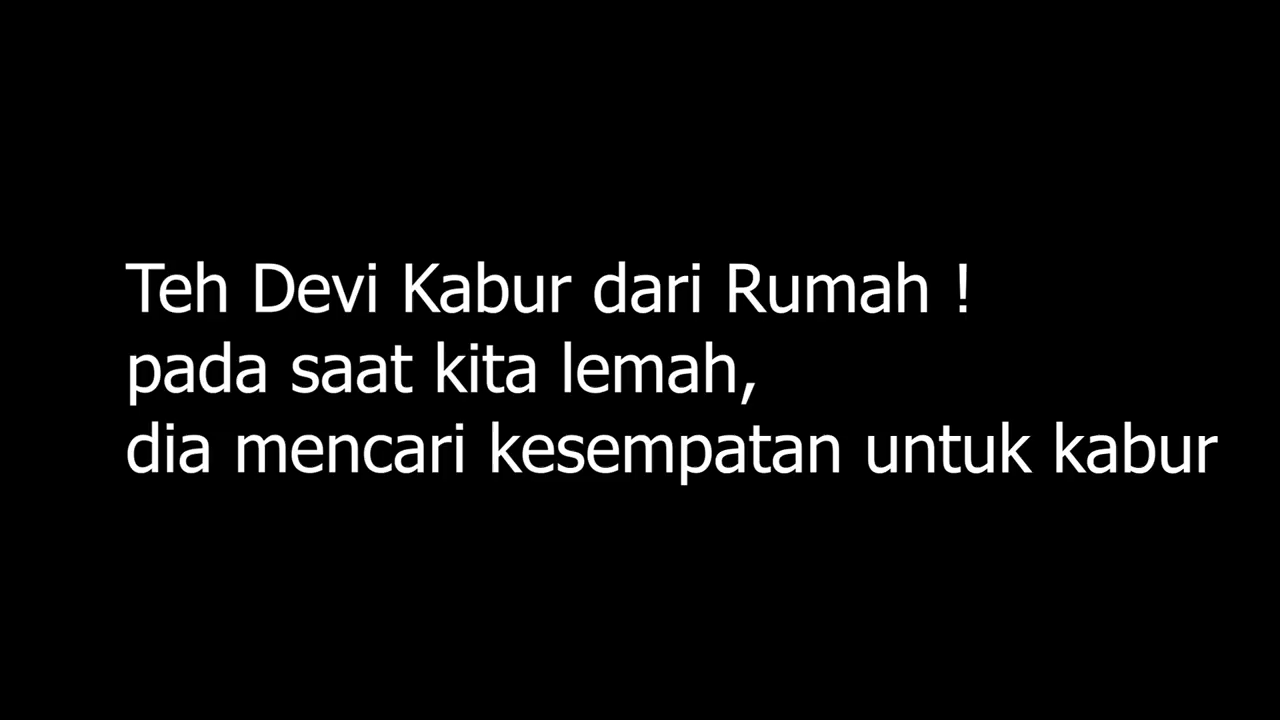 Teh Devi Kabur dari Rumah !
pada saat kita lemah,
dia mencari kesempatan untuk kabur